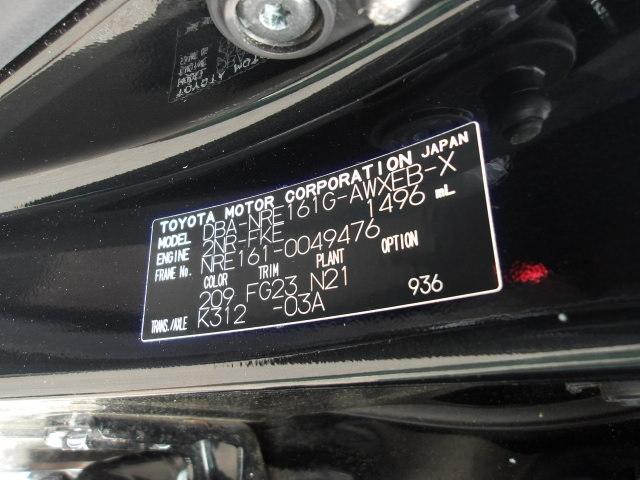 TOYOTA MOTOR CORPORATION JAPAN
MODEL DBA-NRE161G-AWXEB-X
ENGINE 2NR-FKE 1496 mL
FRAME No. NRE161-0049476
COLOR TRIM PLANT OPTION
209 FG23 N21
TRANS./AXLE K312 -03A 936